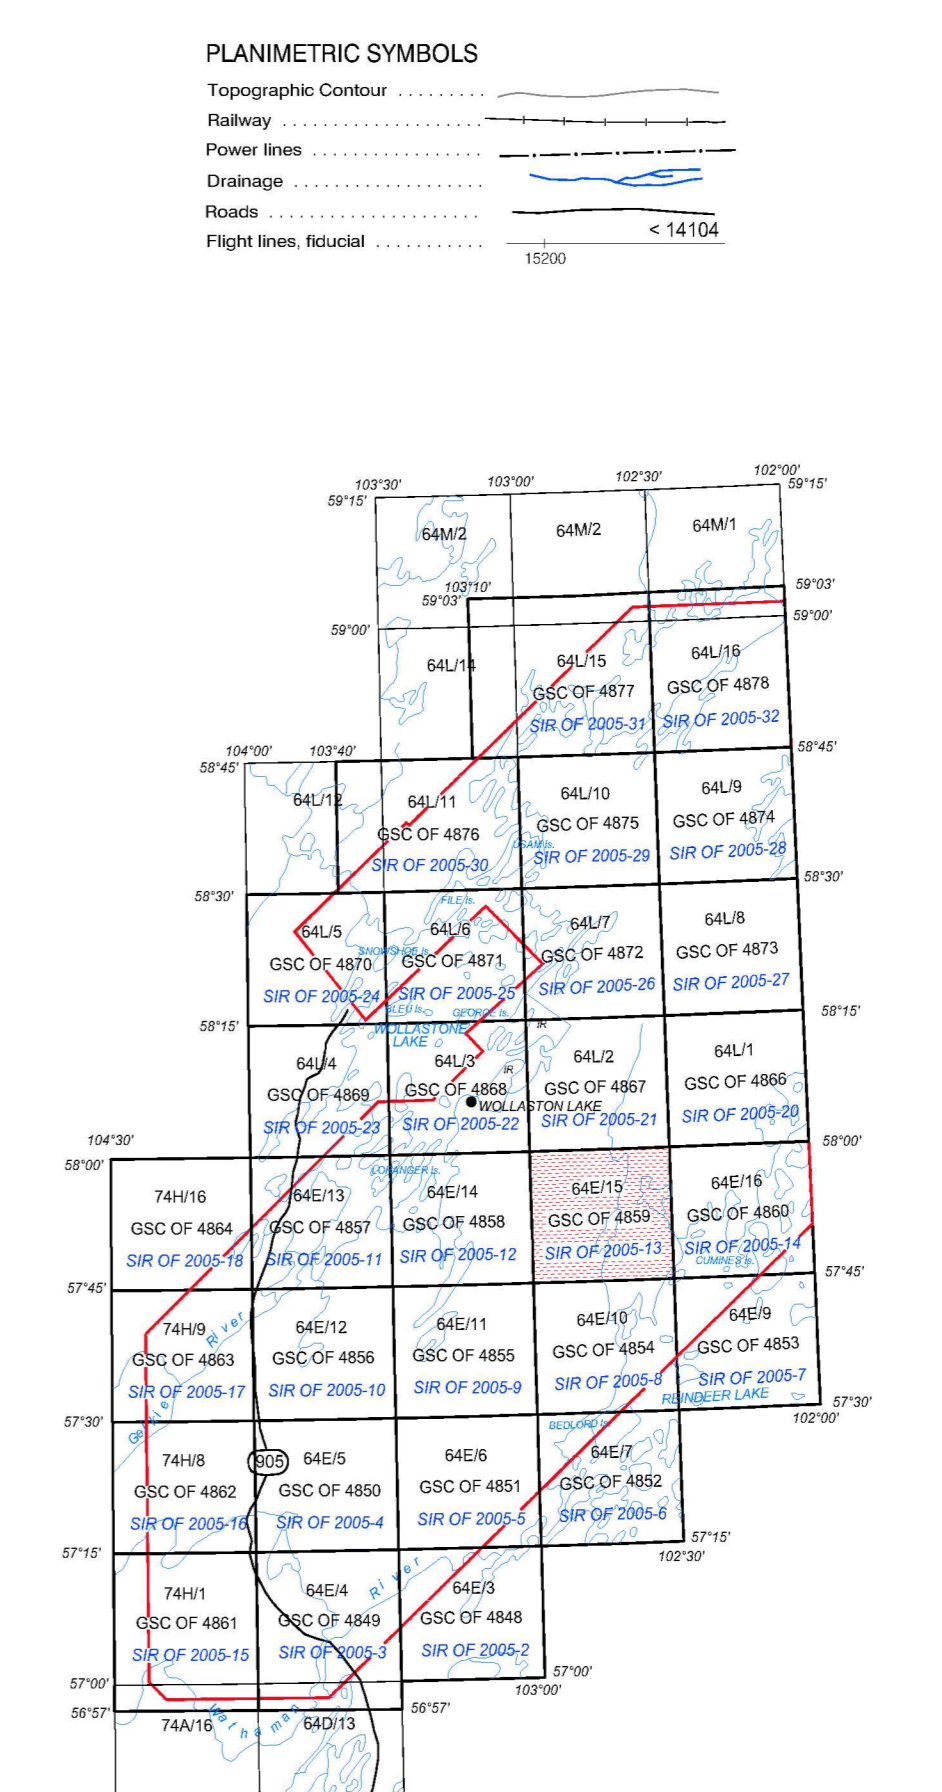 PLANIMETRIC SYMBOLS
Topographic Contour ..........
Railway ....................
Power lines .................
Drainage ...................
Roads .....................
Flight lines, fiducial ...........
< 14104
15200
103°30'
103°00'
102°30'
102°00'
59°15'
59°15'
64M/2
64M/2
64M/1
103°10'
59°03'
59°03'
59°00'
59°00'
64L/14
64L/15
GSC OF 4877
SIR OF 2005-31
64L/16
GSC OF 4878
SIR OF 2005-32
104°00'
103°40'
58°45'
58°45'
64L/12
64L/11
GSC OF 4876
SIR OF 2005-30
64L/10
GSC OF 4875
USAM Is.
SIR OF 2005-29
64L/9
GSC OF 4874
SIR OF 2005-28
58°30'
58°30'
FILE Is.
64L/5
GSC OF 4870
SIR OF 2005-24
SNOWSHOE Is.
64L/6
GSC OF 4871
SIR OF 2005-25
64L/7
GSC OF 4872
SIR OF 2005-26
64L/8
GSC OF 4873
SIR OF 2005-27
BLEU Is.
GEORGE Is.
58°15'
58°15'
WOLLASTONE
LAKE
IR
64L/4
GSC OF 4869
SIR OF 2005-23
64L/3
IR
GSC OF 4868
WOLLASTON LAKE
SIR OF 2005-22
64L/2
GSC OF 4867
SIR OF 2005-21
64L/1
GSC OF 4866
SIR OF 2005-20
104°30'
58°00'
58°00'
LORANGER Is.
74H/16
GSC OF 4864
SIR OF 2005-18
64E/13
GSC OF 4857
SIR OF 2005-11
64E/14
GSC OF 4858
SIR OF 2005-12
64E/15
GSC OF 4859
SIR OF 2005-13
64E/16
GSC OF 4860
SIR OF 2005-14
CUMINES Is.
57°45'
57°45'
74H/9
River
GSC OF 4863
SIR OF 2005-17
64E/12
GSC OF 4856
SIR OF 2005-10
64E/11
GSC OF 4855
SIR OF 2005-9
64E/10
GSC OF 4854
SIR OF 2005-8
64E/9
GSC OF 4853
SIR OF 2005-7
REINDEER LAKE
57°30'
57°30'
102°00'
BEDLORD Is.
74H/8
GSC OF 4862
SIR OF 2005-16
905
64E/5
GSC OF 4850
SIR OF 2005-4
64E/6
GSC OF 4851
SIR OF 2005-5
64E/7
GSC OF 4852
SIR OF 2005-6
57°15'
57°15'
102°30'
74H/1
GSC OF 4861
SIR OF 2005-15
64E/4
GSC OF 4849
SIR OF 2005-3
River
64E/3
GSC OF 4848
SIR OF 2005-2
57°00'
57°00'
103°00'
56°57'
56°57'
Wathaman
74A/16
64D/13